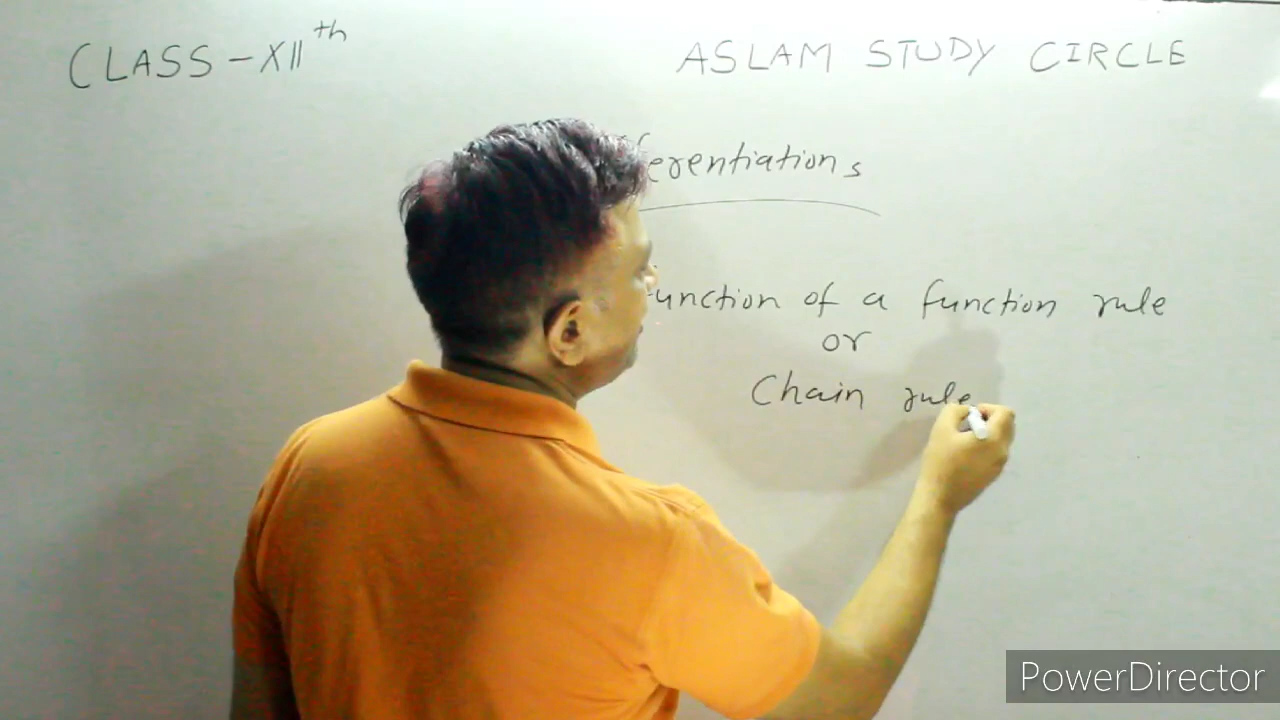 CLASS-XII th
ASLAM STUDY CIRCLE
ferentiations
unction of a function rule
or
Chain rule
PowerDirector